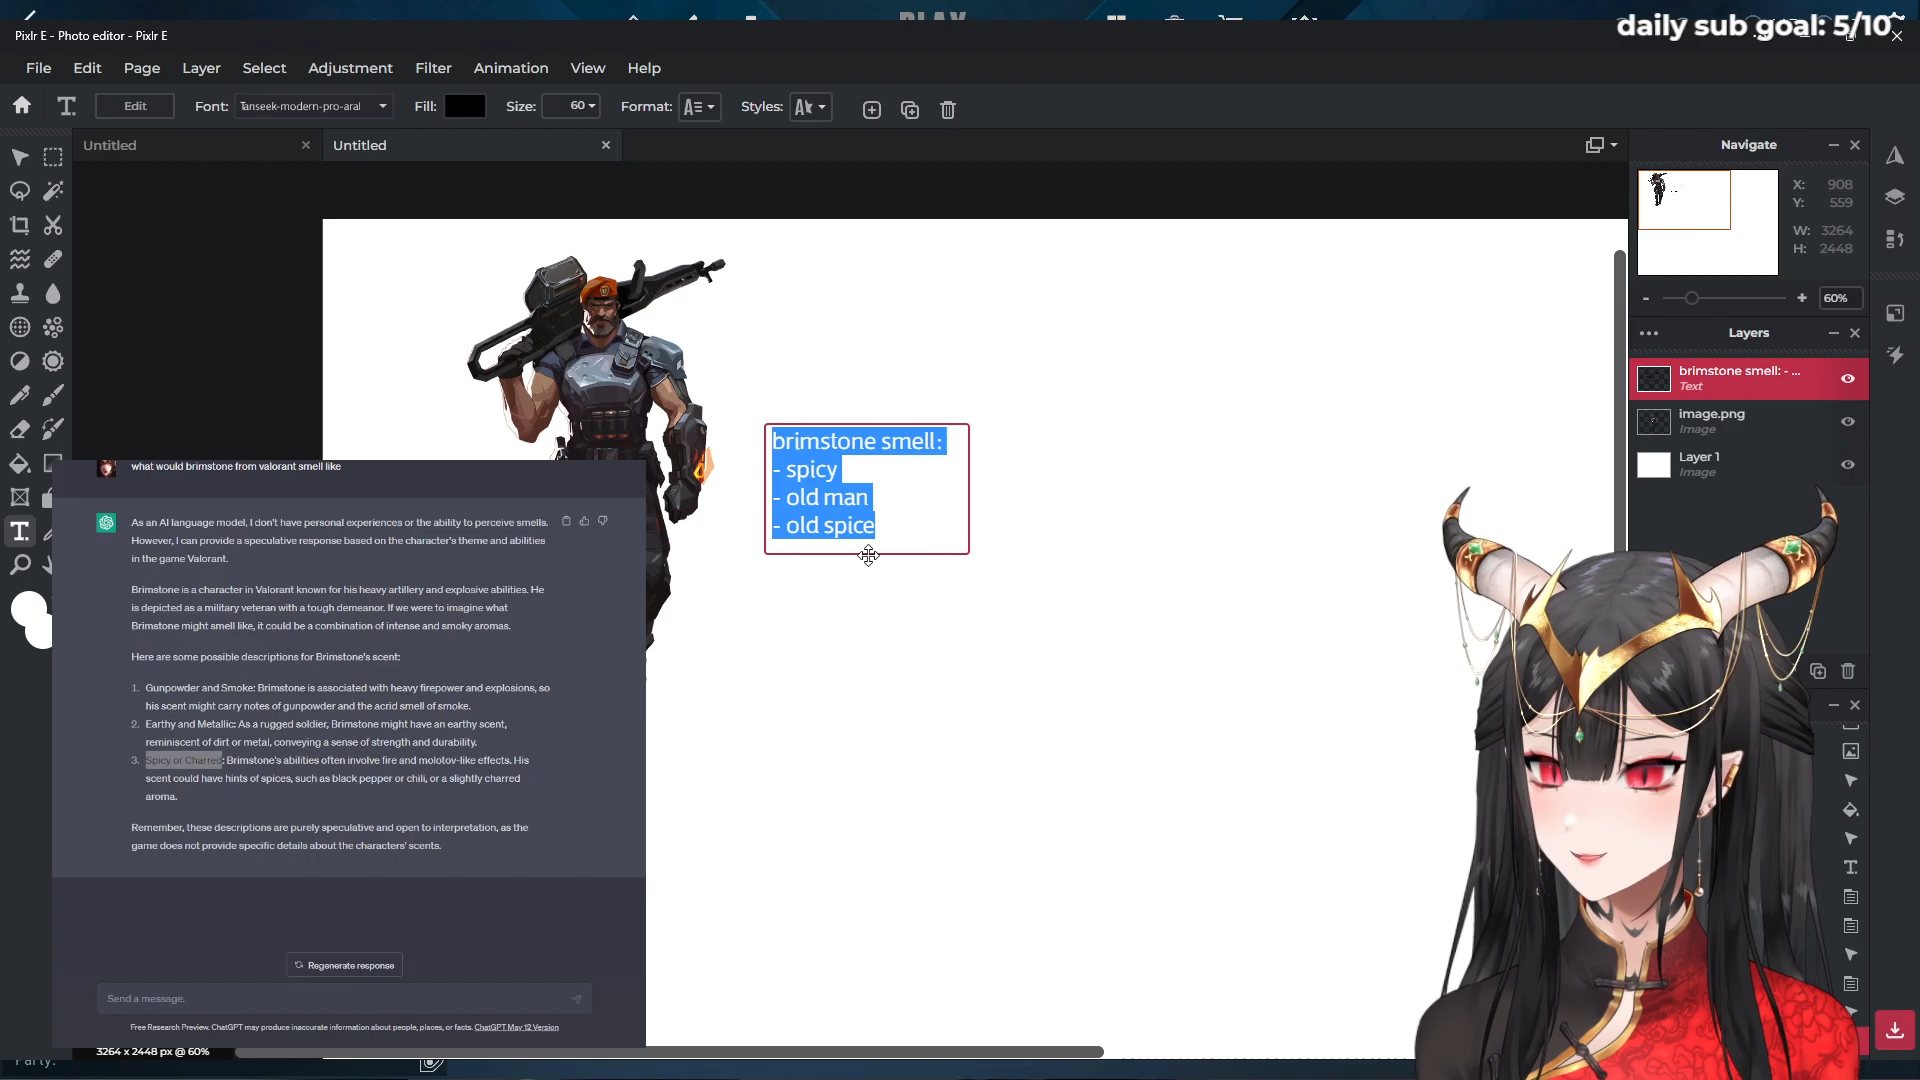 PLAY
daily sub goal: 5/10
Pixlr E - Photo editor - Pixlr E
File Edit Page Layer Select Adjustment Filter Animation View Help
Edit Font: Tanseek-modern-pro-aral Fill: Size: 60 Format: Styles:
Untitled Untitled
Navigate
X: 908
Y: 559
W: 3264
H: 2448
60%
Layers
brimstone smell: - ...
Text
image.png
Image
Layer 1
Image
brimstone smell:
- spicy
- old man
- old spice
what would brimstone from valorant smell like
As an AI language model, I don't have personal experiences or the ability to perceive smells.
However, I can provide a speculative response based on the character's theme and abilities
in the game Valorant.
Brimstone is a character in Valorant known for his heavy artillery and explosive abilities. He
is depicted as a military veteran with a tough demeanor. If we were to imagine what
Brimstone might smell like, it could be a combination of intense and smoky aromas.
Here are some possible descriptions for Brimstone's scent:
1. Gunpowder and Smoke: Brimstone is associated with heavy firepower and explosions, so
his scent might carry notes of gunpowder and the acrid smell of smoke.
2. Earthy and Metallic: As a rugged soldier, Brimstone might have an earthy scent,
reminiscent of dirt or metal, conveying a sense of strength and durability.
3. Spicy or Charred: Brimstone's abilities often involve fire and molotov-like effects. His
scent could have hints of spices, such as black pepper or chili, or a slightly charred
aroma.
Remember, these descriptions are purely speculative and open to interpretation, as the
game does not provide specific details about the characters' scents.
Regenerate response
Send a message.
Free Research Preview. ChatGPT may produce inaccurate information about people, places, or facts. ChatGPT May 12 Version
3264 x 2448 px @ 60%
Party: